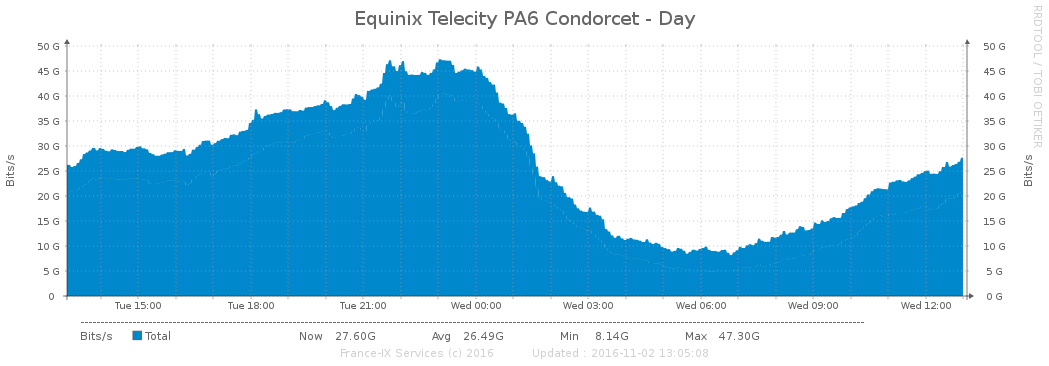 Equinix Telecity PA6 Condorcet - Day
RRDTOOL / TOBI OETIKER
50 G 50 G
45 G 45 G
40 G 40 G
35 G 35 G
30 G 30 G
25 G 25 G
20 G 20 G
15 G 15 G
10 G 10 G
5 G 5 G
0 0 G
Bits/s
Bits/s
Tue 15:00 Tue 18:00 Tue 21:00 Wed 00:00 Wed 03:00 Wed 06:00 Wed 09:00 Wed 12:00
Bits/s Total Now 27.60G Avg 26.49G Min 8.14G Max 47.30G
France-IX Services (c) 2016 Updated : 2016-11-02 13:05:08